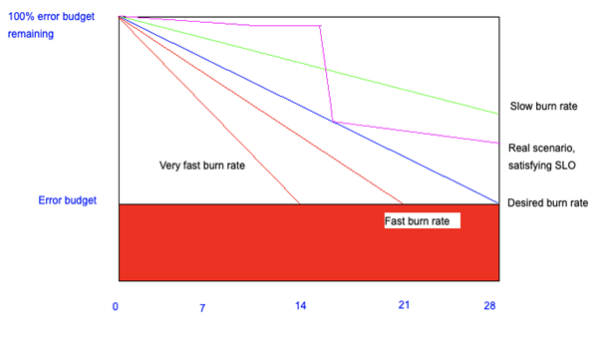 100% error budget
remaining
Slow burn rate
Real scenario,
satisfying SLO
Very fast burn rate
Error budget
Desired burn rate
Fast burn rate
0 7 14 21 28